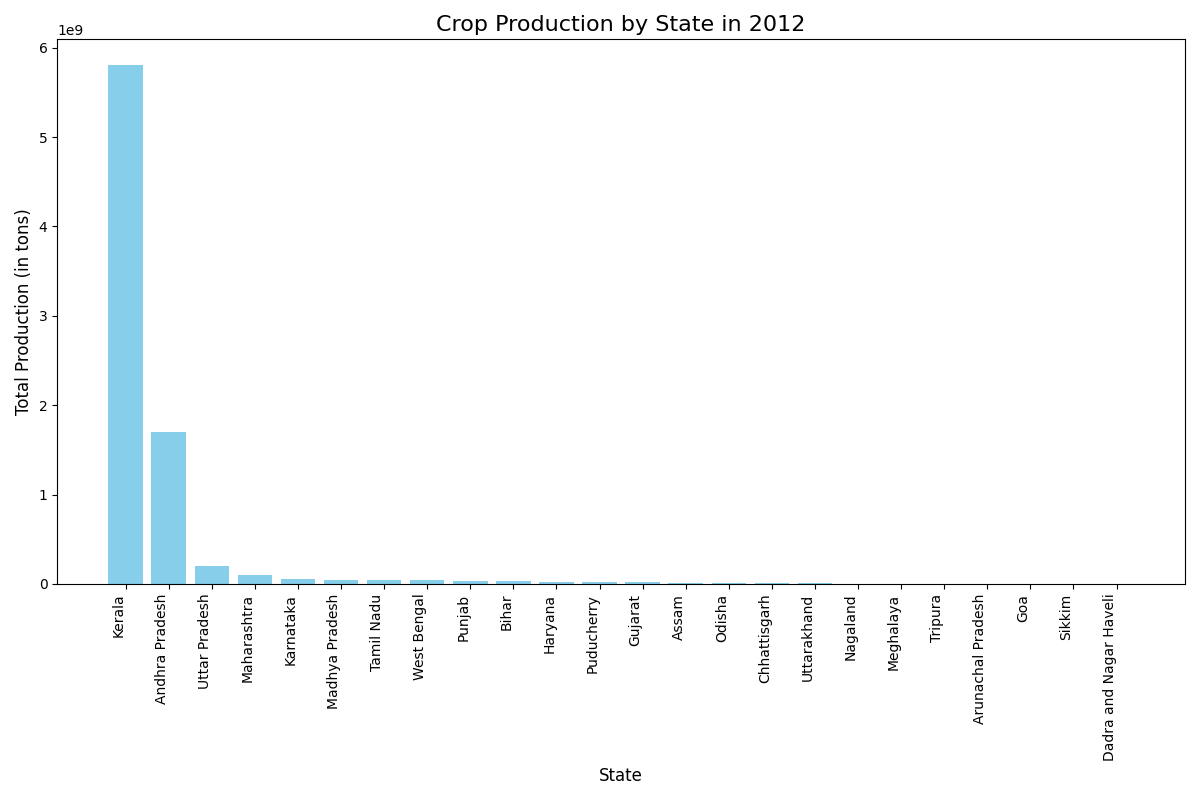 Crop Production by State in 2012
1e9
6
5
4
3
2
1
0
Total Production (in tons)
Kerala
Andhra Pradesh
Uttar Pradesh
Maharashtra
Karnataka
Madhya Pradesh
Tamil Nadu
West Bengal
Punjab
Bihar
Haryana
Puducherry
Gujarat
Assam
Odisha
Chhattisgarh
Uttarakhand
Nagaland
Meghalaya
Tripura
Arunachal Pradesh
Goa
Sikkim
Dadra and Nagar Haveli
State